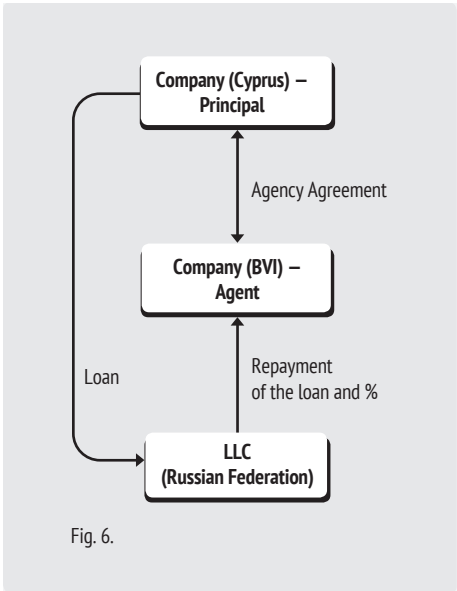 Company (Cyprus) —
Principal
Agency Agreement
Company (BVI) —
Agent
Loan
Repayment
of the loan and %
LLC
(Russian Federation)
Fig. 6.